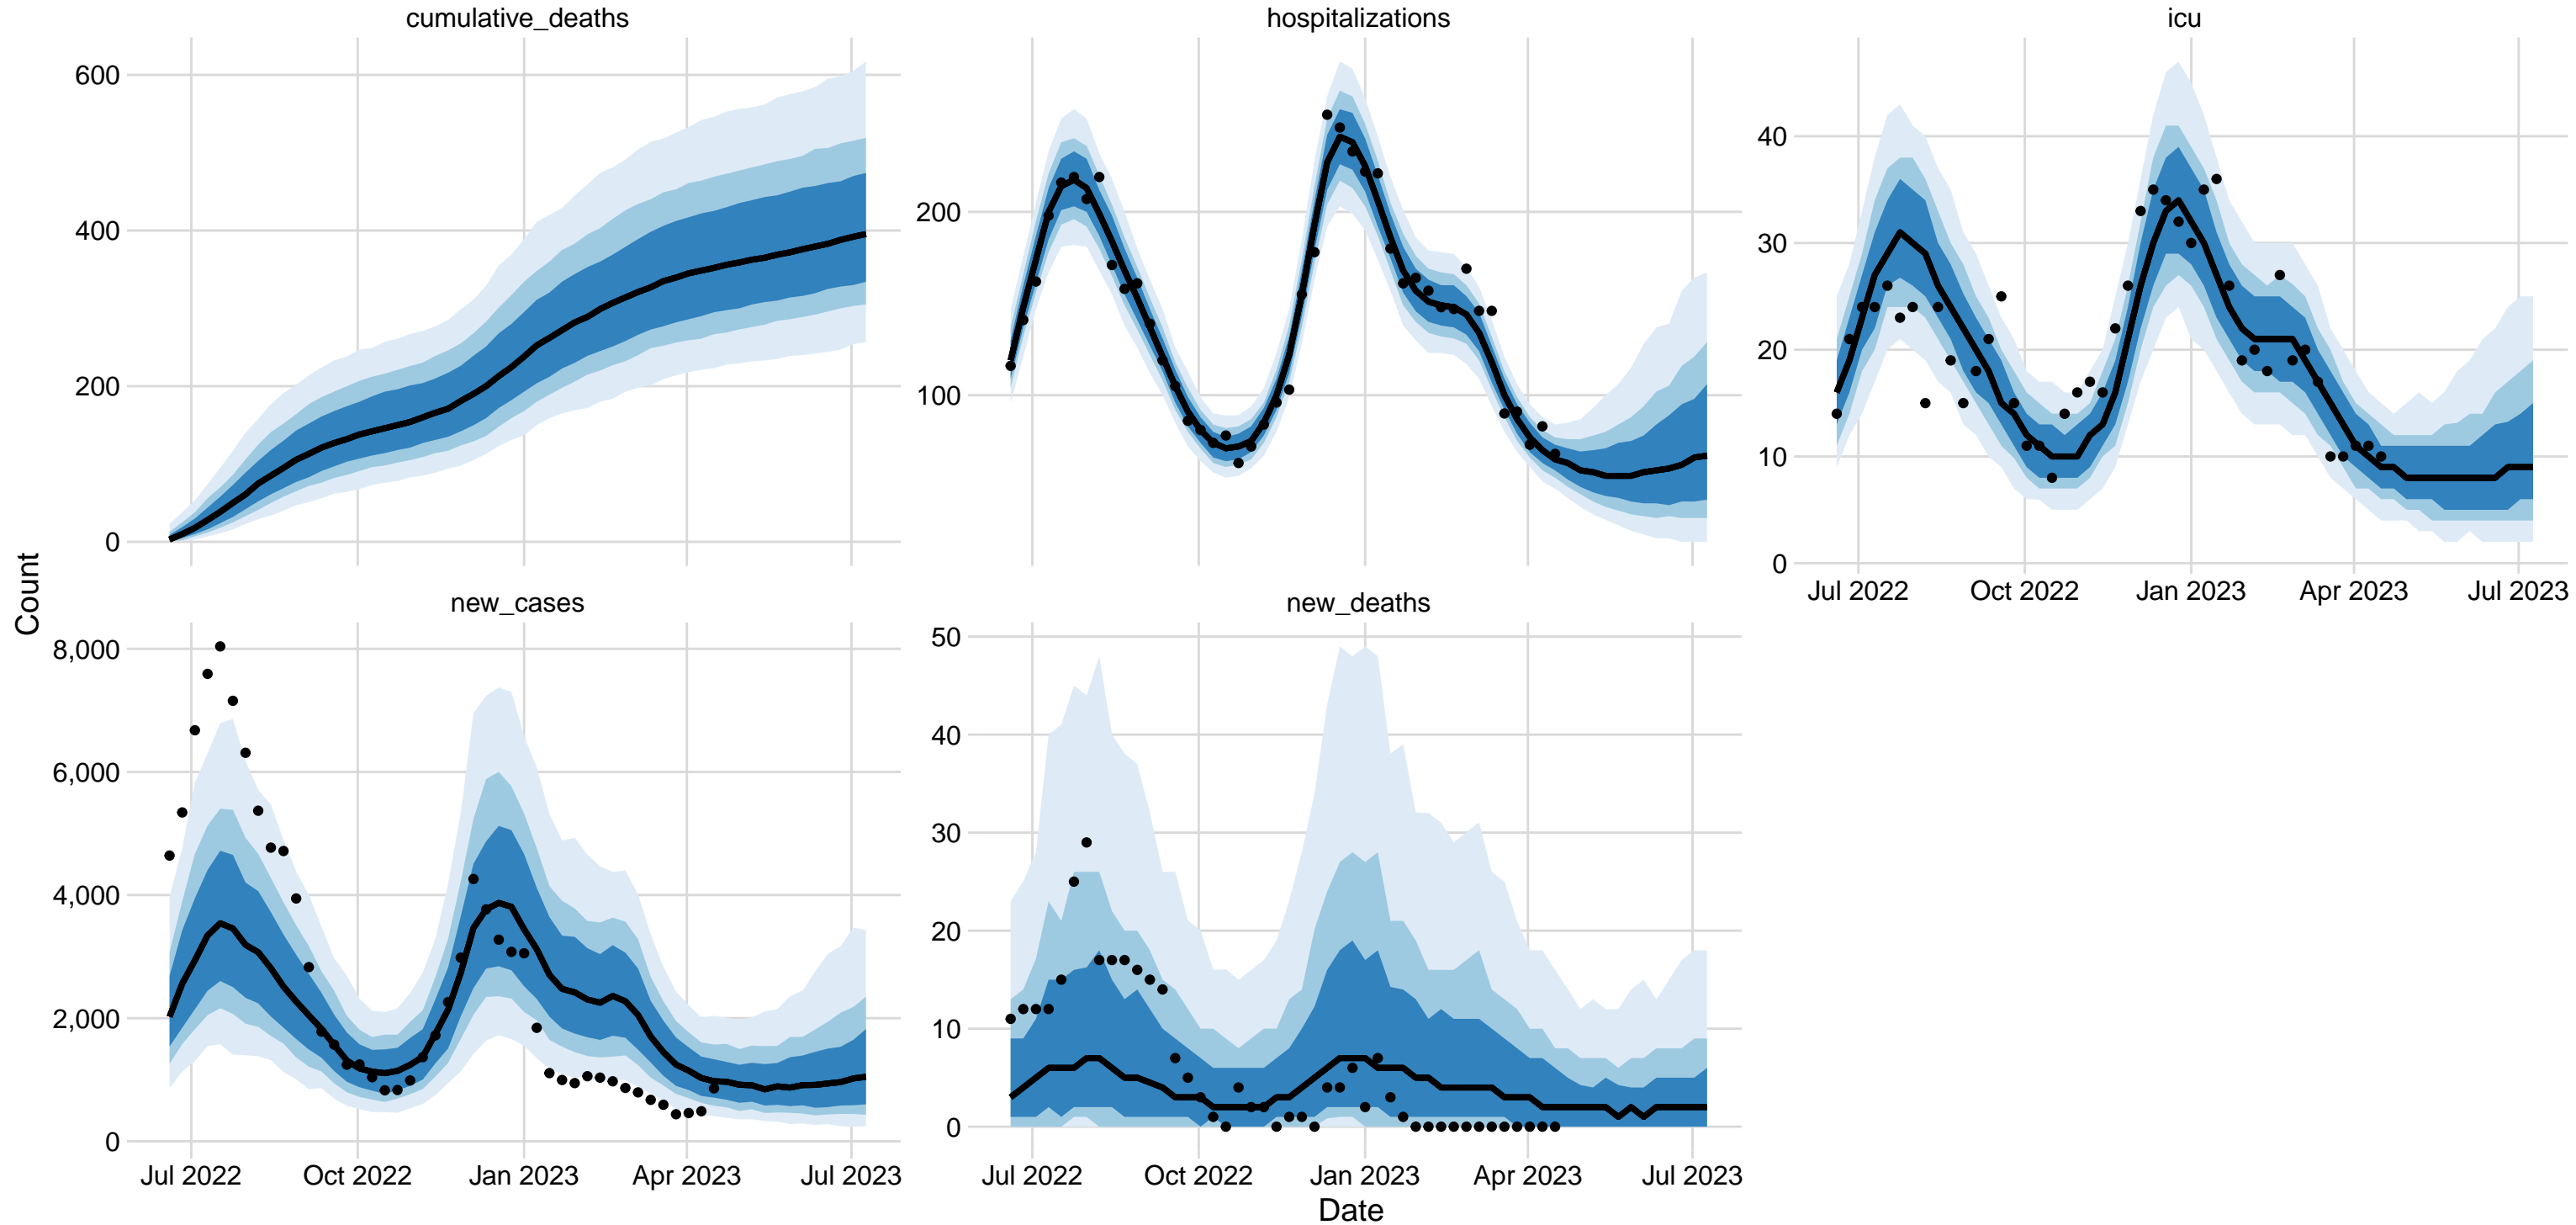 cumulative_deaths
hospitalizations
icu
600
400
200
0
200
100
40
30
20
10
0
Jul 2022 Oct 2022 Jan 2023 Apr 2023 Jul 2023
Count
new_cases
new_deaths
8,000
6,000
4,000
2,000
0
50
40
30
20
10
0
Jul 2022 Oct 2022 Jan 2023 Apr 2023 Jul 2023
Jul 2022 Oct 2022 Jan 2023 Apr 2023 Jul 2023
Date